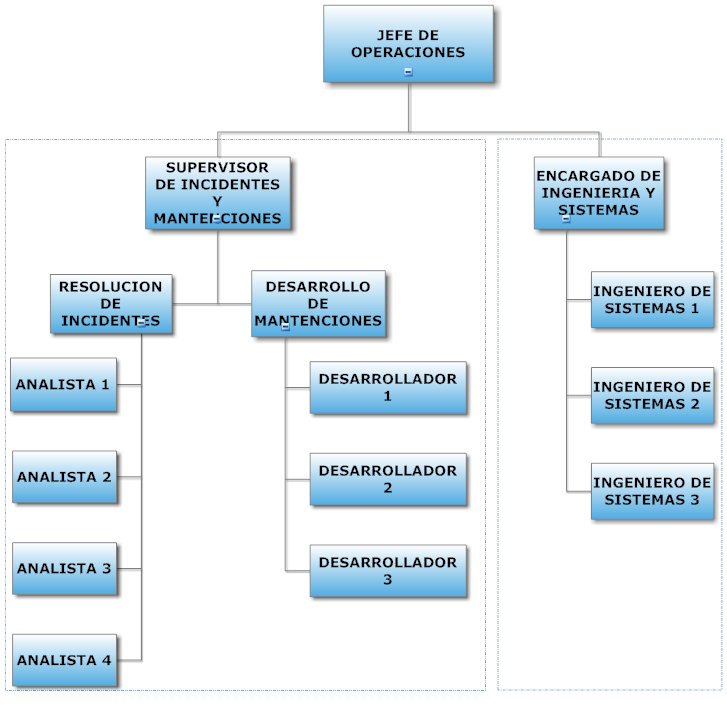 JEFE DE
OPERACIONES
SUPERVISOR
DE INCIDENTES
Y
MANTENCIONES
ENCARGADO DE
INGENIERIA Y
SISTEMAS
RESOLUCION
DE
INCIDENTES
DESARROLLO
DE
MANTENCIONES
ANALISTA 1
ANALISTA 2
ANALISTA 3
ANALISTA 4
DESARROLLADOR
1
DESARROLLADOR
2
DESARROLLADOR
3
INGENIERO DE
SISTEMAS 1
INGENIERO DE
SISTEMAS 2
INGENIERO DE
SISTEMAS 3